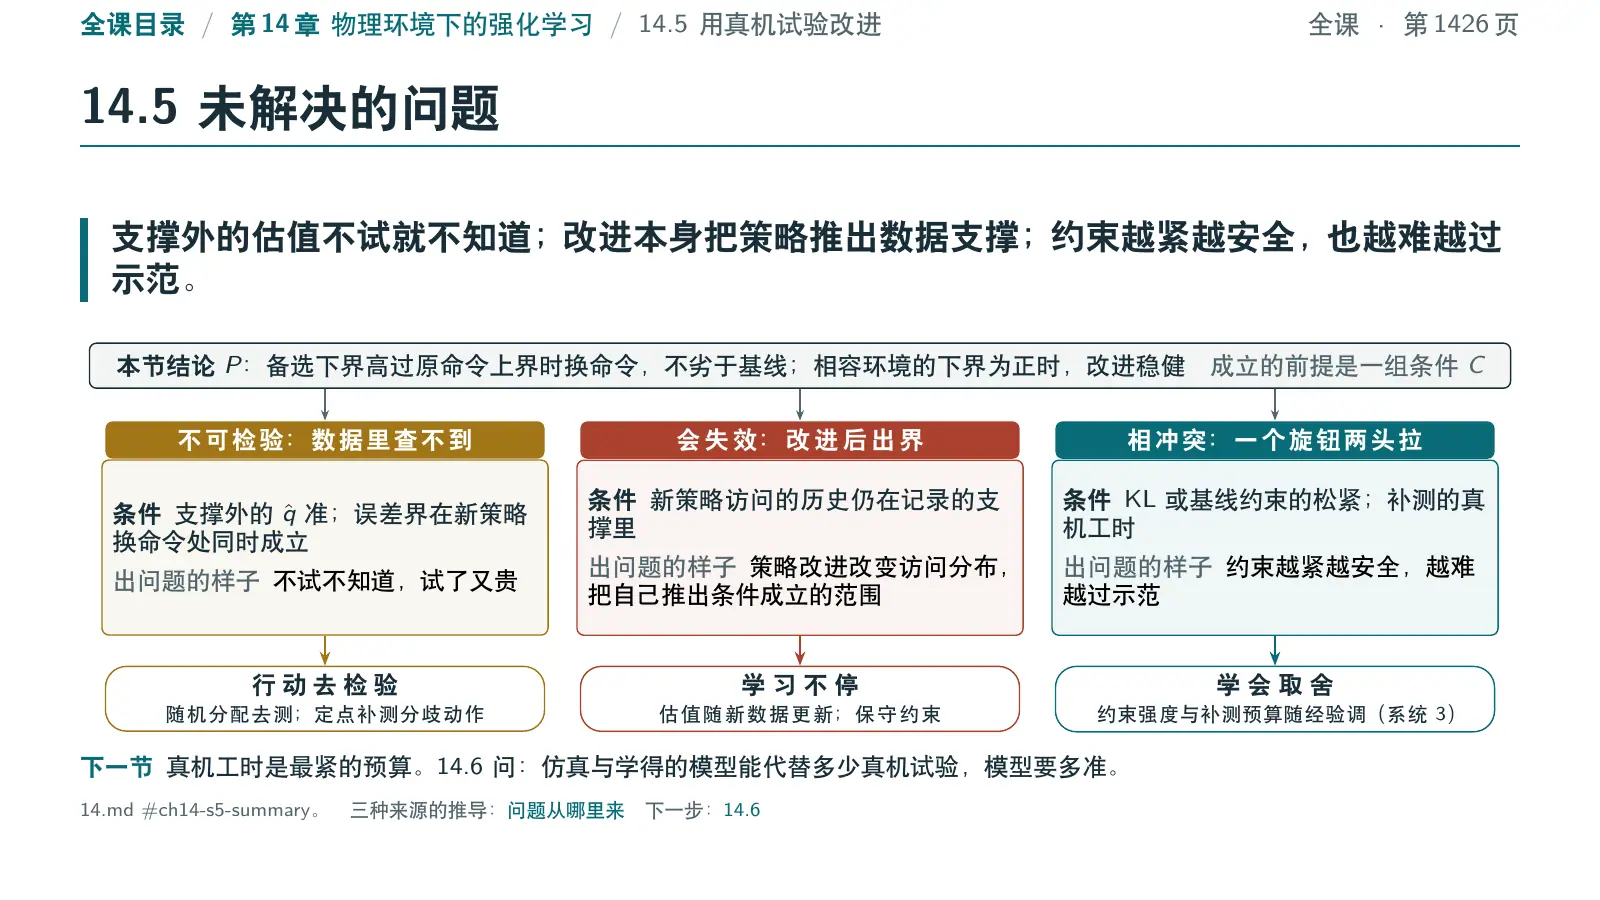 全课目录 / 第 14 章 物理环境下的强化学习 / 14.5 用真机试验改进
全课 · 第 1426 页
14.5 未解决的问题
支撑外的估值不试就不知道；改进本身把策略推出数据支撑；约束越紧越安全，也越难越过
示范。
本节结论 P：备选下界高过原命令上界时换命令，不劣于基线；相容环境的下界为正时，改进稳健 成立的前提是一组条件 C
不可检验：数据里查不到
条件 支撑外的 q̂ 准；误差界在新策略
换命令处同时成立
出问题的样子 不试不知道，试了又贵
行动去检验
随机分配去测；定点补测分歧动作
会失效：改进后出界
条件 新策略访问的历史仍在记录的支
撑里
出问题的样子 策略改进改变访问分布，
把自己推出条件成立的范围
学习不停
估值随新数据更新；保守约束
相冲突：一个旋钮两头拉
条件 KL 或基线约束的松紧；补测的真
机工时
出问题的样子 约束越紧越安全，越难
越过示范
学会取舍
约束强度与补测预算随经验调（系统 3）
下一节 真机工时是最紧的预算。14.6 问：仿真与学得的模型能代替多少真机试验，模型要多准。
14.md #ch14-s5-summary。 三种来源的推导：问题从哪里来 下一步：14.6